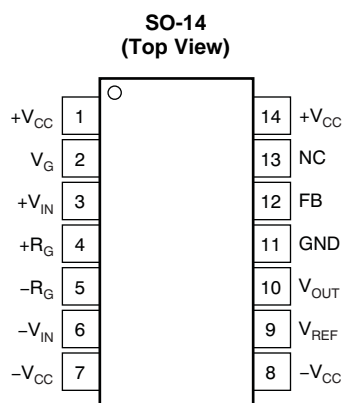 SO-14
(Top View)
+VCC 1 14 +VCC
VG 2 13 NC
+VIN 3 12 FB
+RG 4 11 GND
−RG 5 10 VOUT
−VIN 6 9 VREF
−VCC 7 8 −VCC